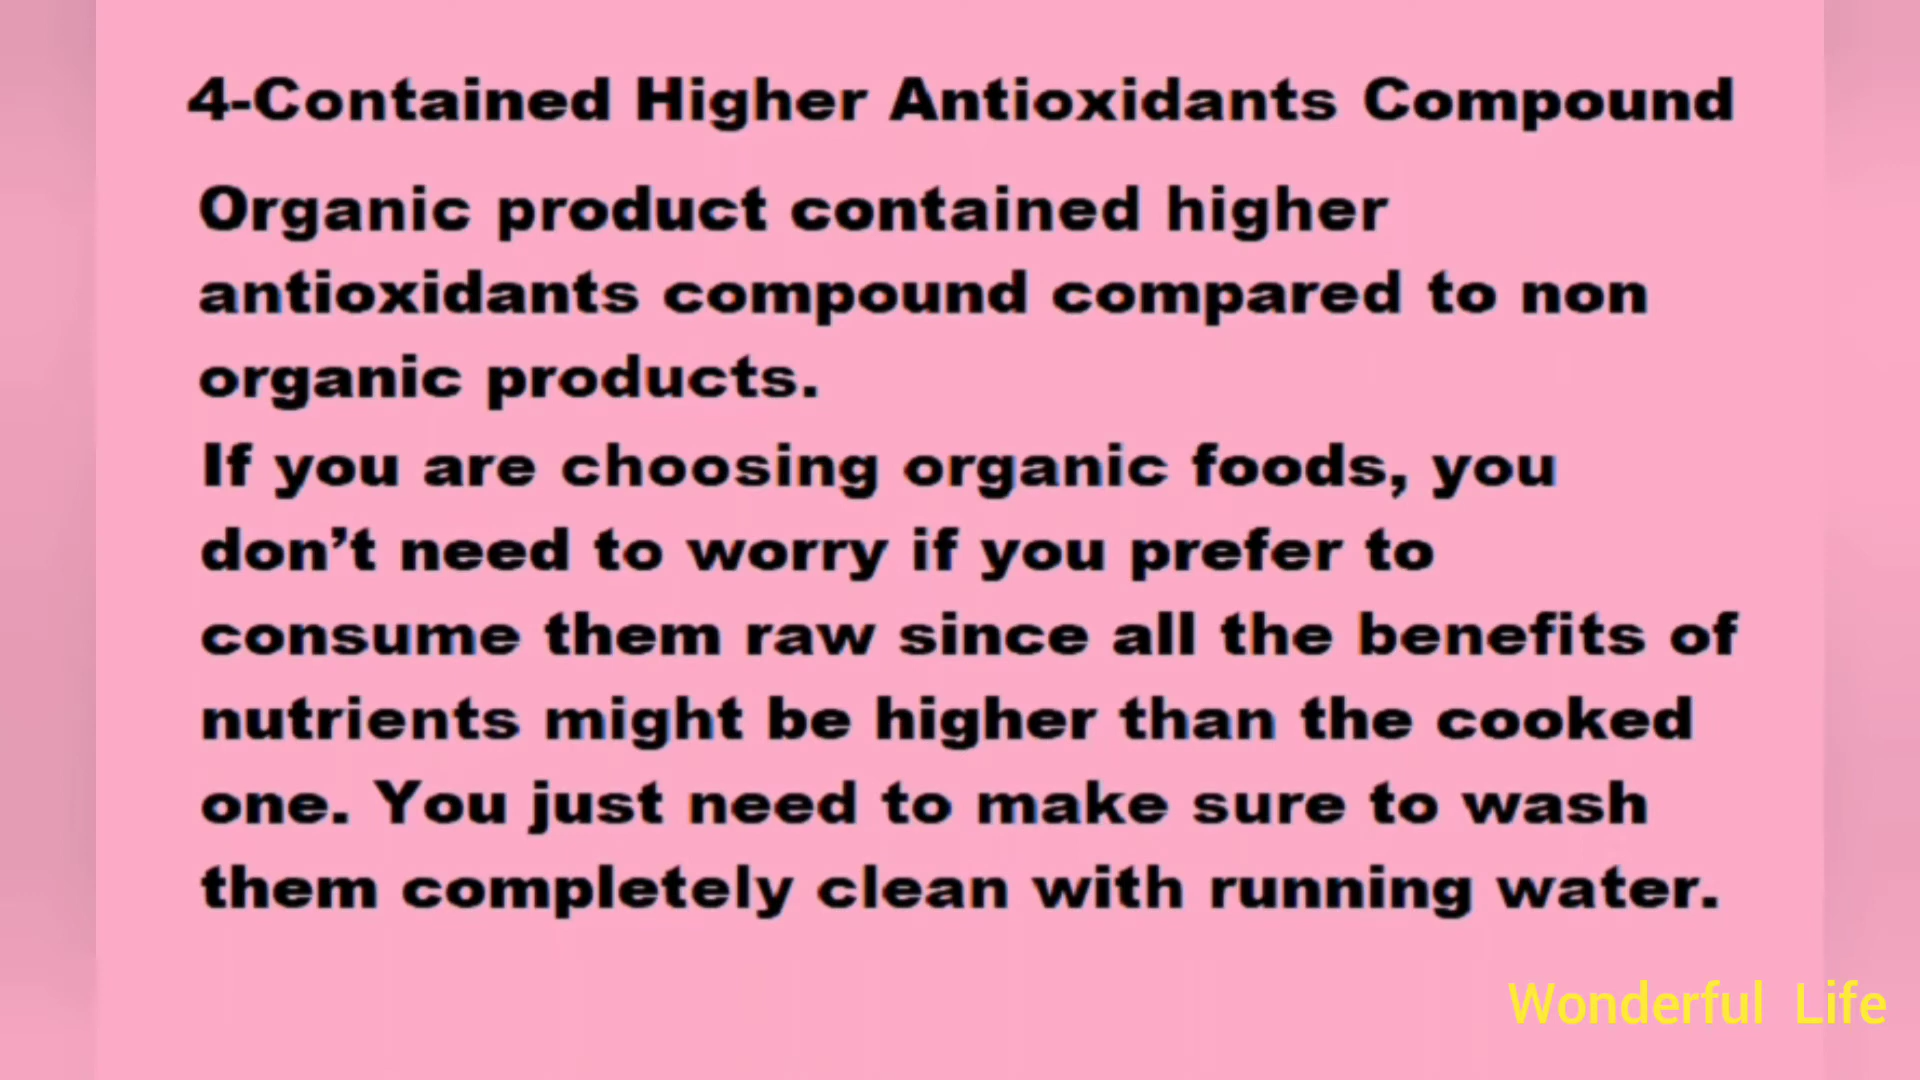 4-Contained Higher Antioxidants Compound
Organic product contained higher
antioxidants compound compared to non
organic products.
If you are choosing organic foods, you
don’t need to worry if you prefer to
consume them raw since all the benefits of
nutrients might be higher than the cooked
one. You just need to make sure to wash
them completely clean with running water.
Wonderful Life